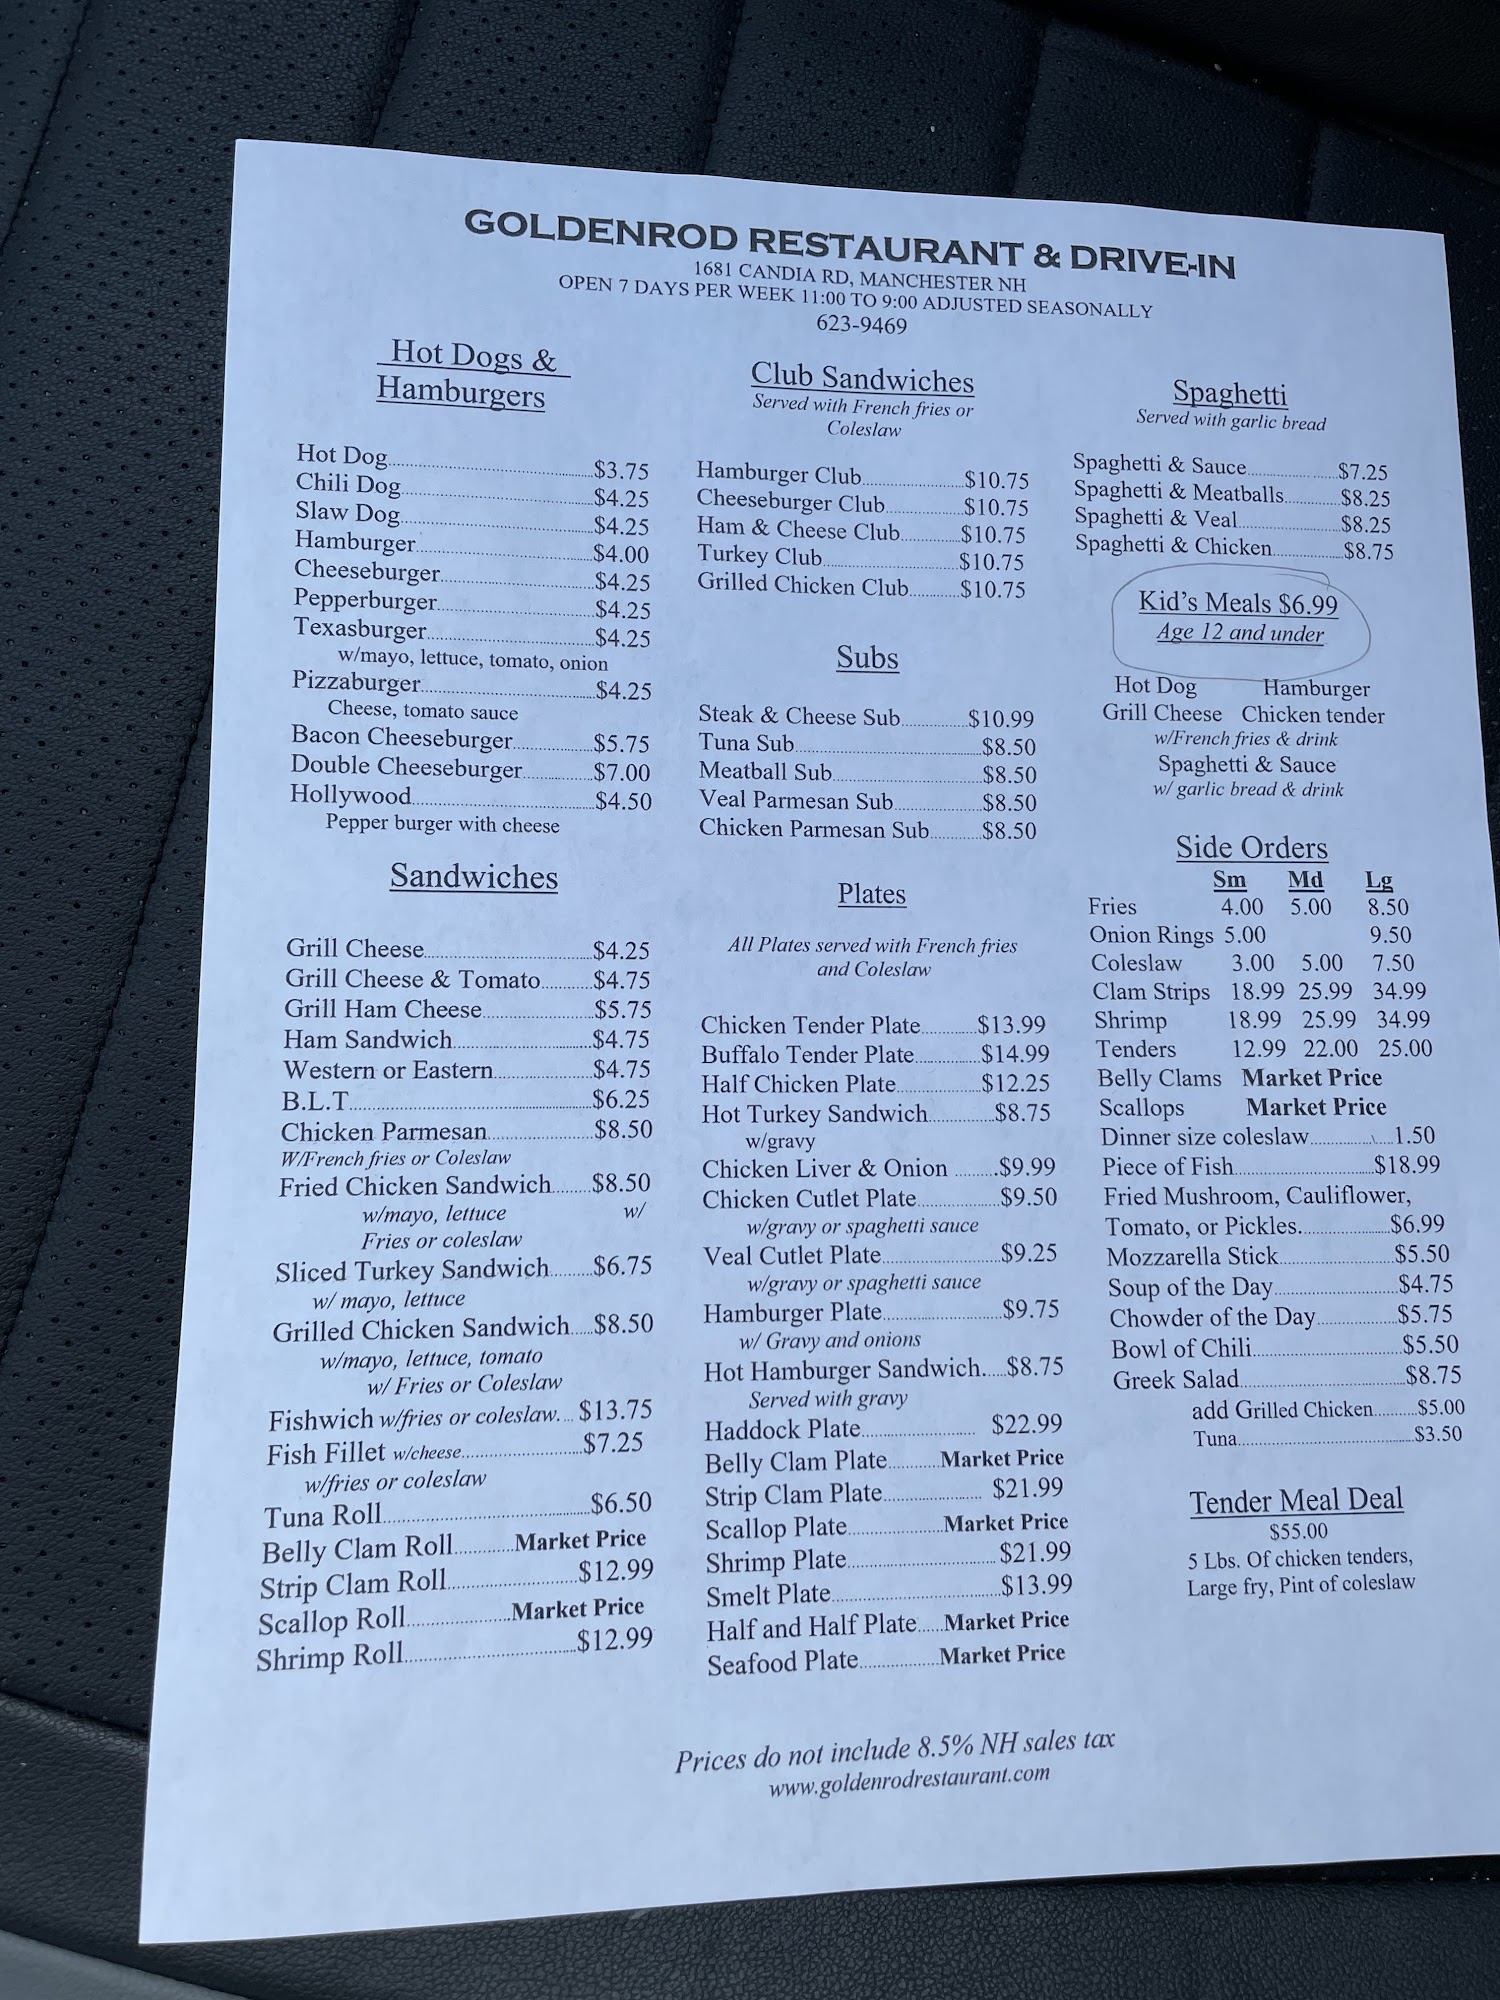 GOLDENROD RESTAURANT & DRIVE-IN
1681 CANDIA RD, MANCHESTER NH
OPEN 7 DAYS PER WEEK 11:00 TO 9:00 ADJUSTED SEASONALLY
623-9469
Hot Dogs &
Hamburgers
Hot Dog $3.75
Chili Dog $4.25
Slaw Dog $4.25
Hamburger $4.00
Cheeseburger $4.25
Pepperburger $4.25
Texasburger $4.25
w/mayo, lettuce, tomato, onion
Pizzaburger $4.25
Cheese, tomato sauce
Bacon Cheeseburger $5.75
Double Cheeseburger $7.00
Hollywood $4.50
Pepper burger with cheese
Sandwiches
Grill Cheese $4.25
Grill Cheese & Tomato $4.75
Grill Ham Cheese $5.75
Ham Sandwich $4.75
Western or Eastern $4.75
B.L.T $6.25
Chicken Parmesan $8.50
W/French fries or Coleslaw
Fried Chicken Sandwich $8.50
w/mayo, lettuce w/
Fries or coleslaw
Sliced Turkey Sandwich $6.75
w/ mayo, lettuce
Grilled Chicken Sandwich $8.50
w/mayo, lettuce, tomato
w/ Fries or Coleslaw
Fishwich w/fries or coleslaw. $13.75
Fish Fillet w/cheese $7.25
w/fries or coleslaw
Tuna Roll $6.50
Belly Clam Roll Market Price
Strip Clam Roll $12.99
Scallop Roll Market Price
Shrimp Roll $12.99
Club Sandwiches
Served with French fries or
Coleslaw
Hamburger Club $10.75
Cheeseburger Club $10.75
Ham & Cheese Club $10.75
Turkey Club $10.75
Grilled Chicken Club $10.75
Subs
Steak & Cheese Sub $10.99
Tuna Sub $8.50
Meatball Sub $8.50
Veal Parmesan Sub $8.50
Chicken Parmesan Sub $8.50
Plates
All Plates served with French fries
and Coleslaw
Chicken Tender Plate $13.99
Buffalo Tender Plate $14.99
Half Chicken Plate $12.25
Hot Turkey Sandwich $8.75
w/gravy
Chicken Liver & Onion $9.99
Chicken Cutlet Plate $9.50
w/gravy or spaghetti sauce
Veal Cutlet Plate $9.25
w/gravy or spaghetti sauce
Hamburger Plate $9.75
w/ Gravy and onions
Hot Hamburger Sandwich $8.75
Served with gravy
Haddock Plate $22.99
Belly Clam Plate Market Price
Strip Clam Plate $21.99
Scallop Plate Market Price
Shrimp Plate $21.99
Smelt Plate $13.99
Half and Half Plate Market Price
Seafood Plate Market Price
Spaghetti
Served with garlic bread
Spaghetti & Sauce $7.25
Spaghetti & Meatballs $8.25
Spaghetti & Veal $8.25
Spaghetti & Chicken $8.75
Kid's Meals $6.99
Age 12 and under
Hot Dog Hamburger
Grill Cheese Chicken tender
w/French fries & drink
Spaghetti & Sauce
w/ garlic bread & drink
Side Orders
Sm Md Lg
Fries 4.00 5.00 8.50
Onion Rings 5.00 9.50
Coleslaw 3.00 5.00 7.50
Clam Strips 18.99 25.99 34.99
Shrimp 18.99 25.99 34.99
Tenders 12.99 22.00 25.00
Belly Clams Market Price
Scallops Market Price
Dinner size coleslaw 1.50
Piece of Fish $18.99
Fried Mushroom, Cauliflower,
Tomato, or Pickles. $6.99
Mozzarella Stick $5.50
Soup of the Day $4.75
Chowder of the Day $5.75
Bowl of Chili $5.50
Greek Salad $8.75
add Grilled Chicken $5.00
Tuna $3.50
Tender Meal Deal
$55.00
5 Lbs. Of chicken tenders,
Large fry, Pint of coleslaw
Prices do not include 8.5% NH sales tax
www.goldenrodrestaurant.com